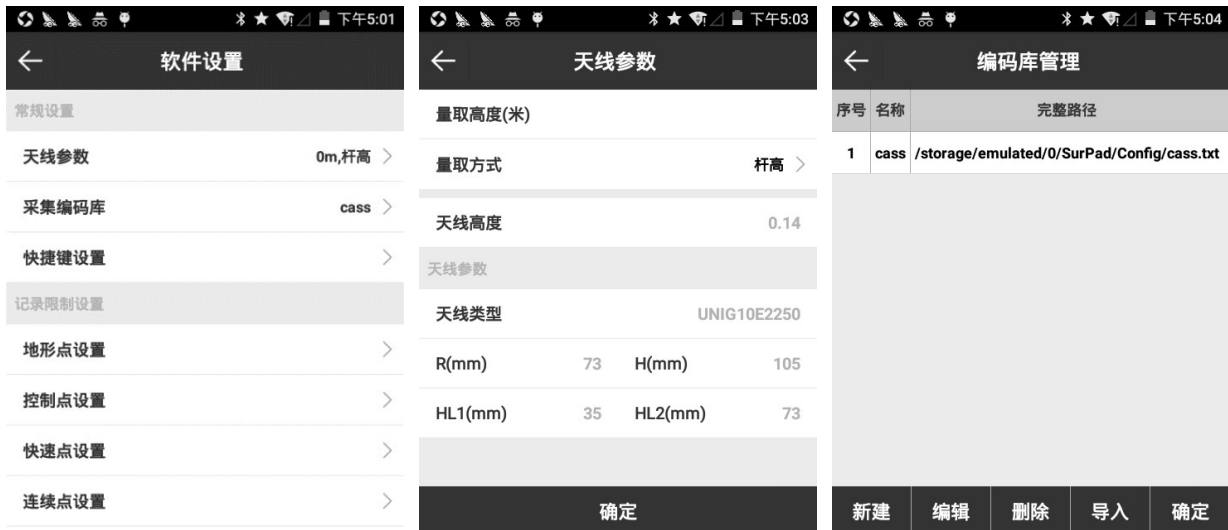 下午5:01
软件设置
常规设置
天线参数 0m,杆高
采集编码库 cass
快捷键设置
记录限制设置
地形点设置
控制点设置
快速点设置
连续点设置
下午5:03
天线参数
量取高度(米)
量取方式 杆高
天线高度 0.14
天线参数
天线类型 UNIG10E2250
R(mm) 73 H(mm) 105
HL1(mm) 35 HL2(mm) 73
确定
下午5:04
编码库管理
序号 名称 完整路径
1 cass /storage/emulated/0/SurPad/Config/cass.txt
新建 编辑 删除 导入 确定